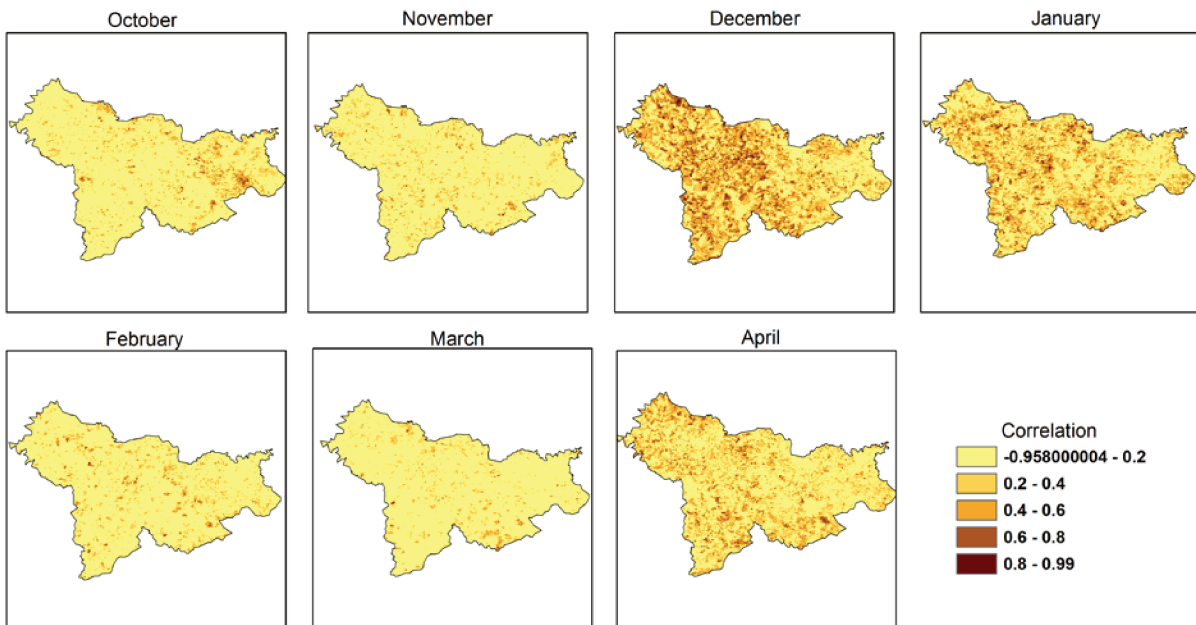 October
November
December
January
February
March
April
Correlation
-0.958000004 - 0.2
0.2 - 0.4
0.4 - 0.6
0.6 - 0.8
0.8 - 0.99